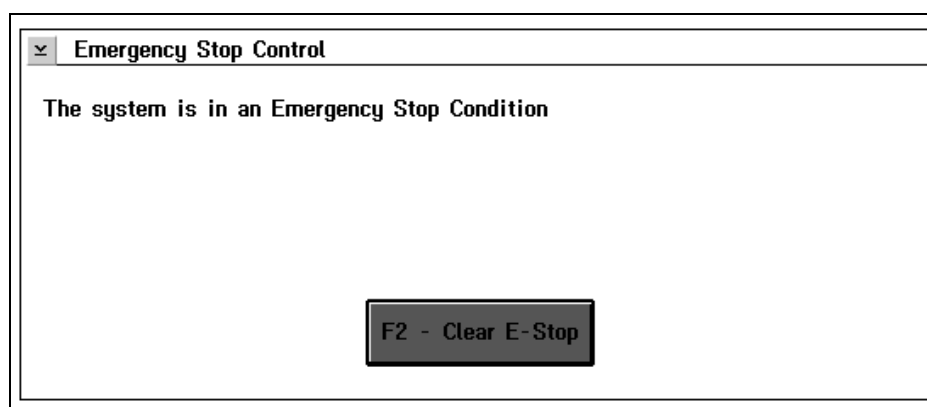 Emergency Stop Control
The system is in an Emergency Stop Condition
F2 - Clear E-Stop